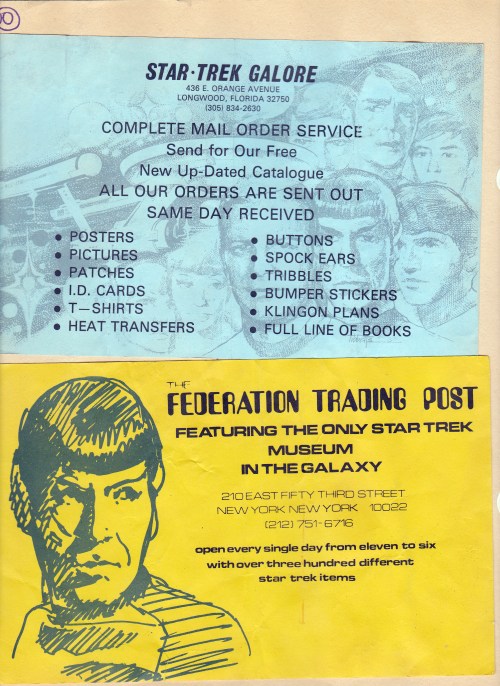 STAR·TREK GALORE
436 E. ORANGE AVENUE
LONGWOOD, FLORIDA 32750
(305) 834-2630
COMPLETE MAIL ORDER SERVICE
Send for Our Free
New Up-Dated Catalogue
ALL OUR ORDERS ARE SENT OUT
SAME DAY RECEIVED
• POSTERS
• PICTURES
• PATCHES
• I.D. CARDS
• T—SHIRTS
• HEAT TRANSFERS
• BUTTONS
• SPOCK EARS
• TRIBBLES
• BUMPER STICKERS
• KLINGON PLANS
• FULL LINE OF BOOKS
THE
FEDERATION TRADING POST
FEATURING THE ONLY STAR TREK
MUSEUM
IN THE GALAXY
210 EAST FIFTY THIRD STREET
NEW YORK NEW YORK 10022
(212) 751-6716
open every single day from eleven to six
with over three hundred different
star trek items